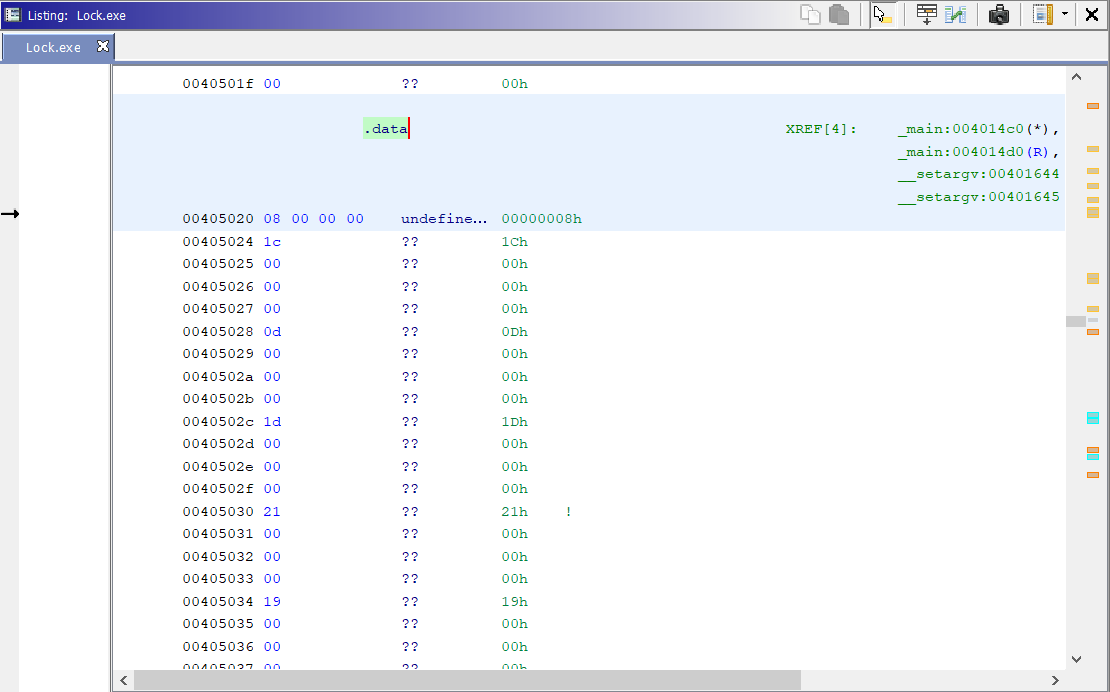 Listing: Lock.exe
Lock.exe
0040501f 00 ?? 00h
.data XREF[4]: _main:004014c0(*),
_main:004014d0(R),
__setargv:00401644
__setargv:00401645
00405020 08 00 00 00 undefine... 00000008h
00405024 1c ?? 1Ch
00405025 00 ?? 00h
00405026 00 ?? 00h
00405027 00 ?? 00h
00405028 0d ?? 0Dh
00405029 00 ?? 00h
0040502a 00 ?? 00h
0040502b 00 ?? 00h
0040502c 1d ?? 1Dh
0040502d 00 ?? 00h
0040502e 00 ?? 00h
0040502f 00 ?? 00h
00405030 21 ?? 21h !
00405031 00 ?? 00h
00405032 00 ?? 00h
00405033 00 ?? 00h
00405034 19 ?? 19h
00405035 00 ?? 00h
00405036 00 ?? 00h
00405037 00 ?? 00h